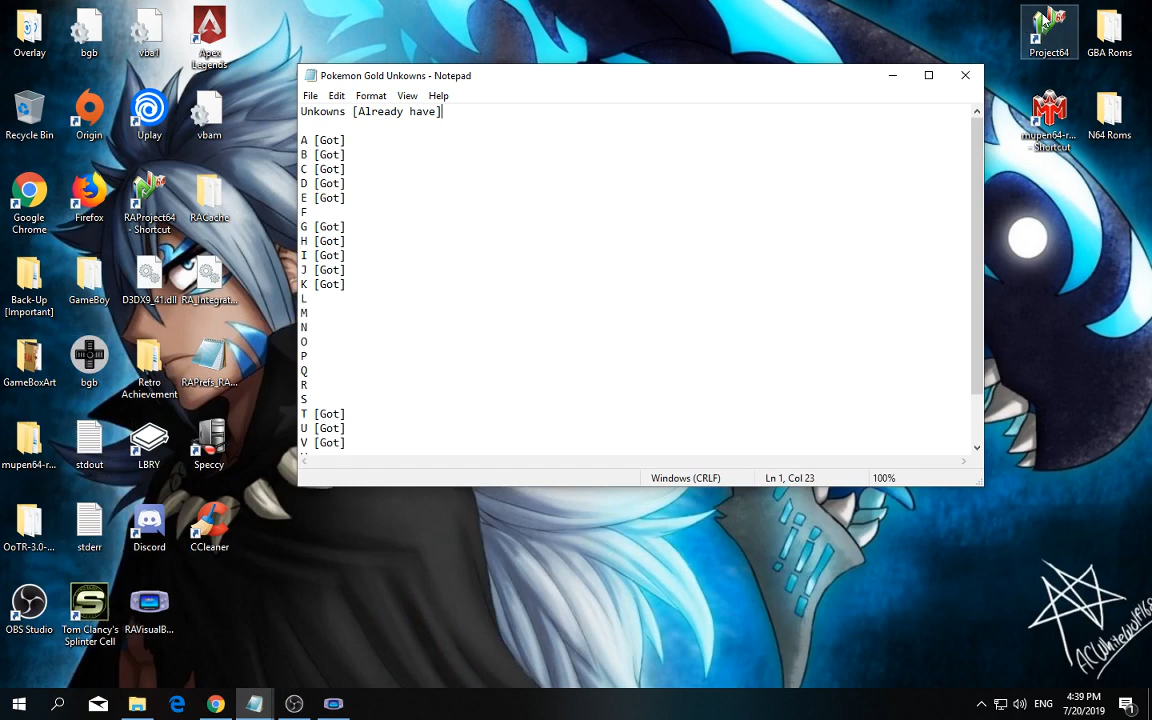 Overlay
bgb
vba1
Apex Legends
Recycle Bin
Origin
Uplay
vbam
Google Chrome
Firefox
RAProject64 - Shortcut
RACache
Back-Up [Important]
GameBoy
D3DX9_41.dll
RA_Integrat...
GameBoxArt
bgb
Retro Achievement
RAPrefs_RA...
mupen64-r...
stdout
LBRY
Speccy
OoTR-3.0-...
stderr
Discord
CCleaner
OBS Studio
Tom Clancy's Splinter Cell
RAVisualB...
Pokemon Gold Unkowns - Notepad
File Edit Format View Help
Unkowns [Already have]
A [Got]
B [Got]
C [Got]
D [Got]
E [Got]
F
G [Got]
H [Got]
I [Got]
J [Got]
K [Got]
L
M
N
O
P
Q
R
S
T [Got]
U [Got]
V [Got]
Windows (CRLF) Ln 1, Col 23 100%
Project64
GBA Roms
mupen64-r... - Shortcut
N64 Roms
ENG
4:39 PM
7/20/2019
1